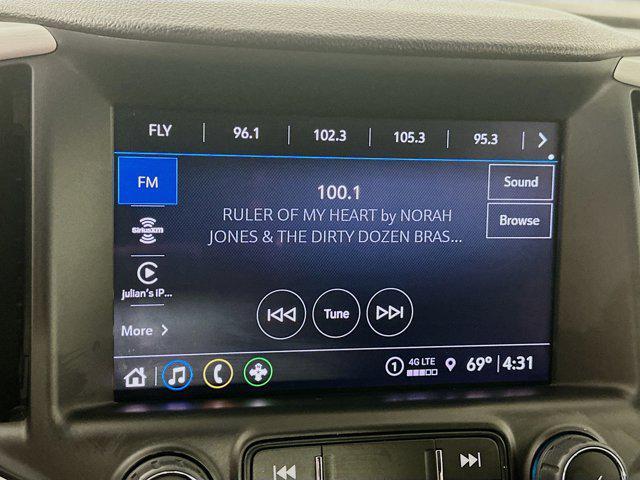 FLY 96.1 102.3 105.3 95.3
FM
100.1
RULER OF MY HEART by NORAH
JONES & THE DIRTY DOZEN BRAS...
Sound
Browse
SiriusXM
Julian's iP...
More
Tune
1 4G LTE 69° 4:31